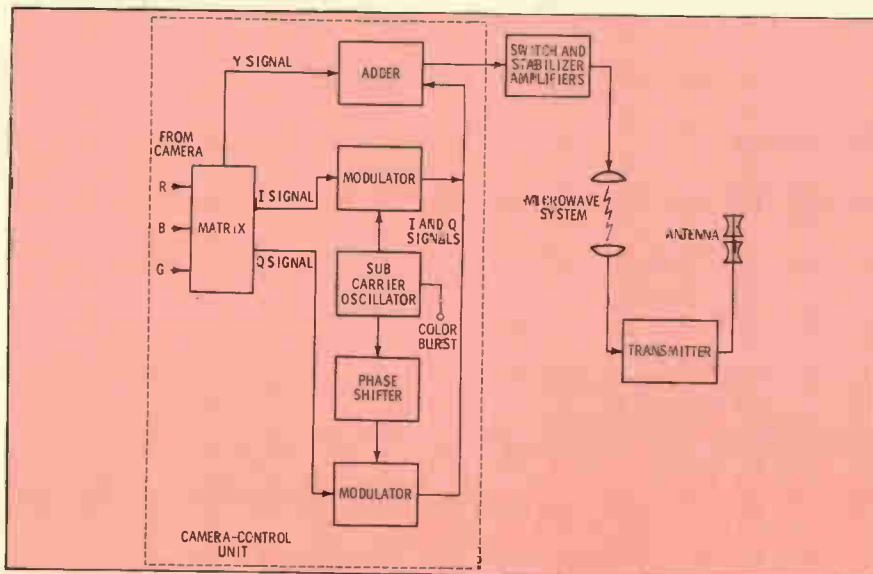 Y SIGNAL
ADDER
SWITCH AND
STABILIZER
AMPLIFIERS
FROM
CAMERA
R
B
G
MATRIX
I SIGNAL
MODULATOR
Q SIGNAL
I AND Q
SIGNALS
SUB
CARRIER
OSCILLATOR
COLOR
BURST
PHASE
SHIFTER
MODULATOR
CAMERA-CONTROL
UNIT
MICROWAVE
SYSTEM
ANTENNA
TRANSMITTER